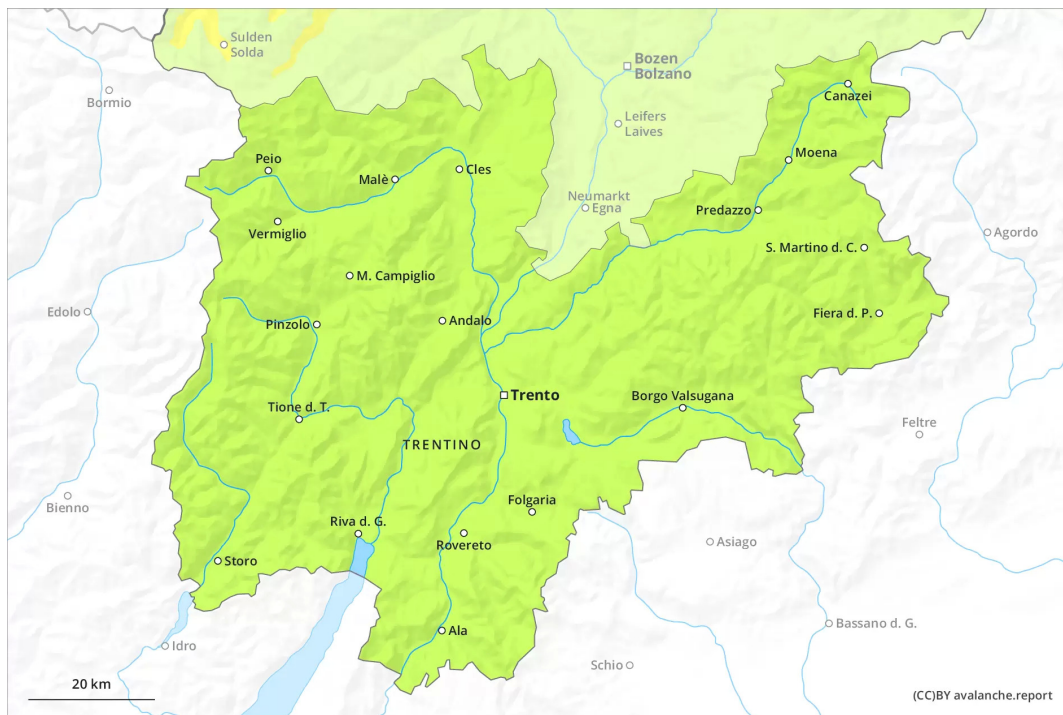 Sulden
Solda
Bozen
Bolzano
Bormio
Canazei
Leifers
Laives
Moena
Peio
Malè
Cles
Neumarkt
Egna
Predazzo
Vermiglio
Agordo
S. Martino d. C.
M. Campiglio
Edolo
Pinzolo
Andalo
Fiera d. P.
Trento
Borgo Valsugana
Tione d. T.
Feltre
TRENTINO
Bienno
Folgaria
Riva d. G.
Rovereto
Asiago
Storo
Ala
Bassano d. G.
Idro
Schio
20 km
(CC)BY avalanche.report